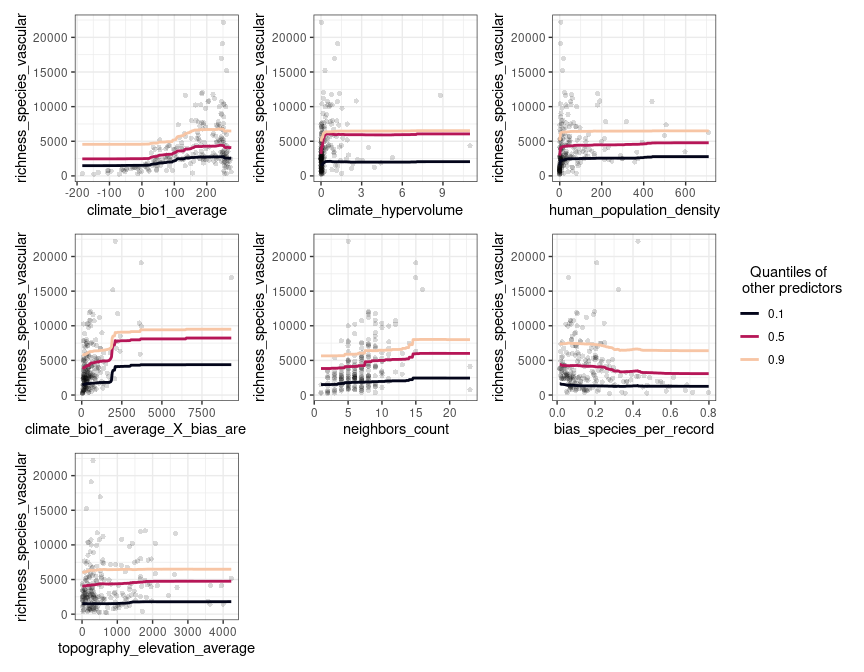 richness_species_vascular
20000
15000
10000
5000
0
-200 -100 0 100 200
climate_bio1_average
richness_species_vascular
20000
15000
10000
5000
0
0 3 6 9
climate_hypervolume
richness_species_vascular
20000
15000
10000
5000
0
0 200 400 600
human_population_density
richness_species_vascular
20000
15000
10000
5000
0
0 2500 5000 7500
climate_bio1_average_X_bias_are
richness_species_vascular
20000
15000
10000
5000
0
0 5 10 15 20
neighbors_count
richness_species_vascular
20000
15000
10000
5000
0
0.0 0.2 0.4 0.6 0.8
bias_species_per_record
Quantiles of
other predictors
0.1
0.5
0.9
richness_species_vascular
20000
15000
10000
5000
0
0 1000 2000 3000 4000
topography_elevation_average